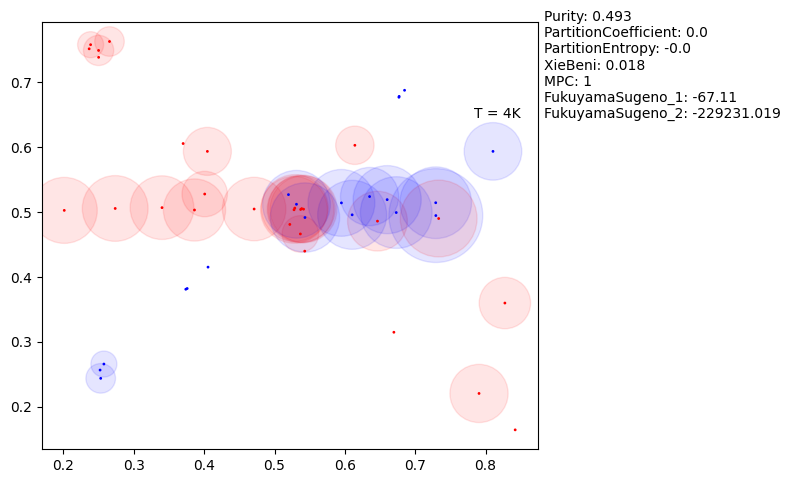 Purity: 0.493
PartitionCoefficient: 0.0
PartitionEntropy: -0.0
XieBeni: 0.018
MPC: 1
FukuyamaSugeno_1: -67.11
FukuyamaSugeno_2: -229231.019
T = 4K
0.7
0.6
0.5
0.4
0.3
0.2
0.2 0.3 0.4 0.5 0.6 0.7 0.8